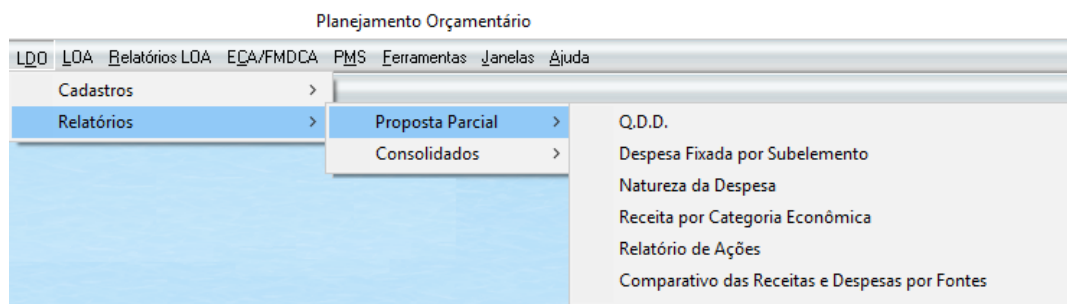 Planejamento Orçamentário
LDO LOA Relatórios LOA ECA/FMDCA PMS Ferramentas Janelas Ajuda
Cadastros >
Relatórios > Proposta Parcial > Q.D.D.
Consolidados > Despesa Fixada por Subelemento
Natureza da Despesa
Receita por Categoria Econômica
Relatório de Ações
Comparativo das Receitas e Despesas por Fontes